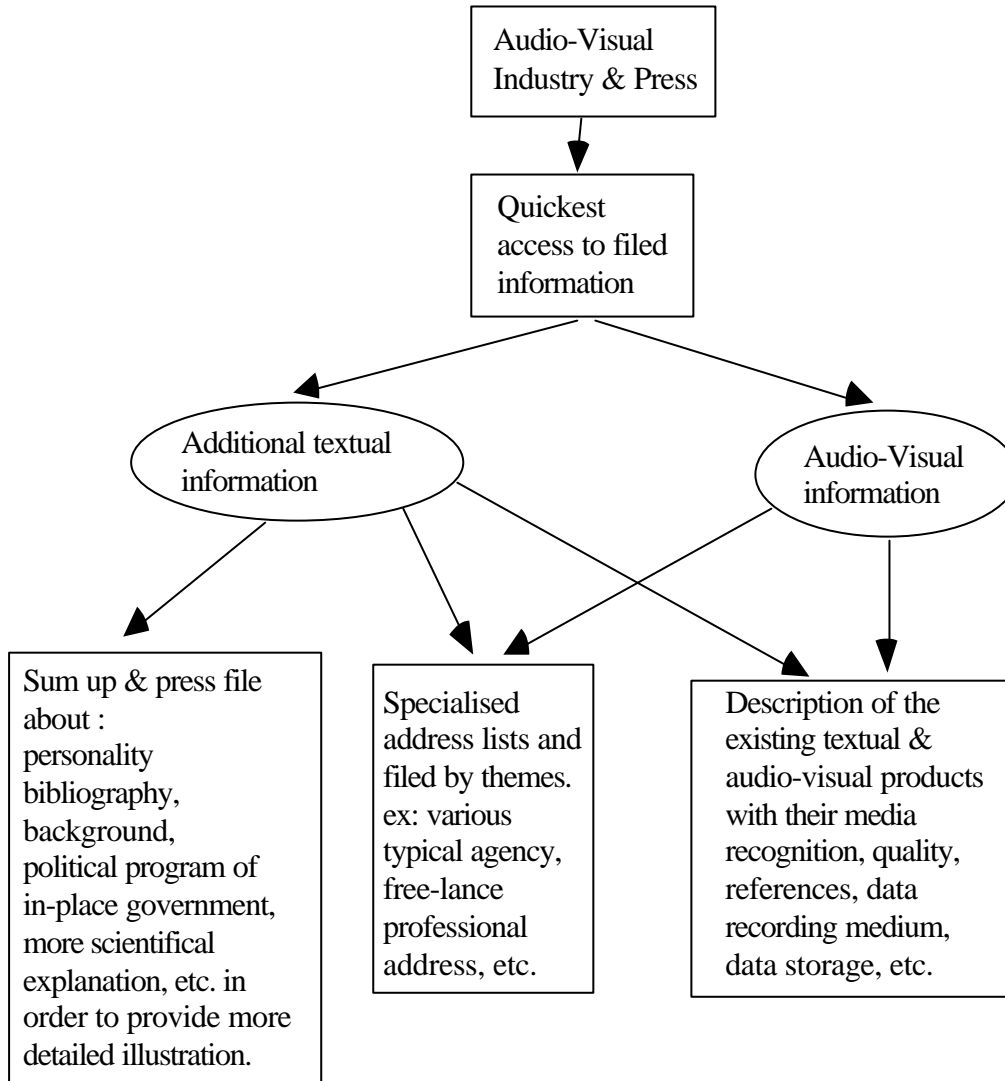 Audio-Visual
Industry & Press
Quickest
access to filed
information
Additional textual
information
Audio-Visual
information
Sum up & press file
about :
personality
bibliography,
background,
political program of
in-place government,
more scientifical
explanation, etc. in
order to provide more
detailed illustration.
Specialised
address lists and
filed by themes.
ex: various
typical agency,
free-lance
professional
address, etc.
Description of the
existing textual &
audio-visual products
with their media
recognition, quality,
references, data
recording medium,
data storage, etc.